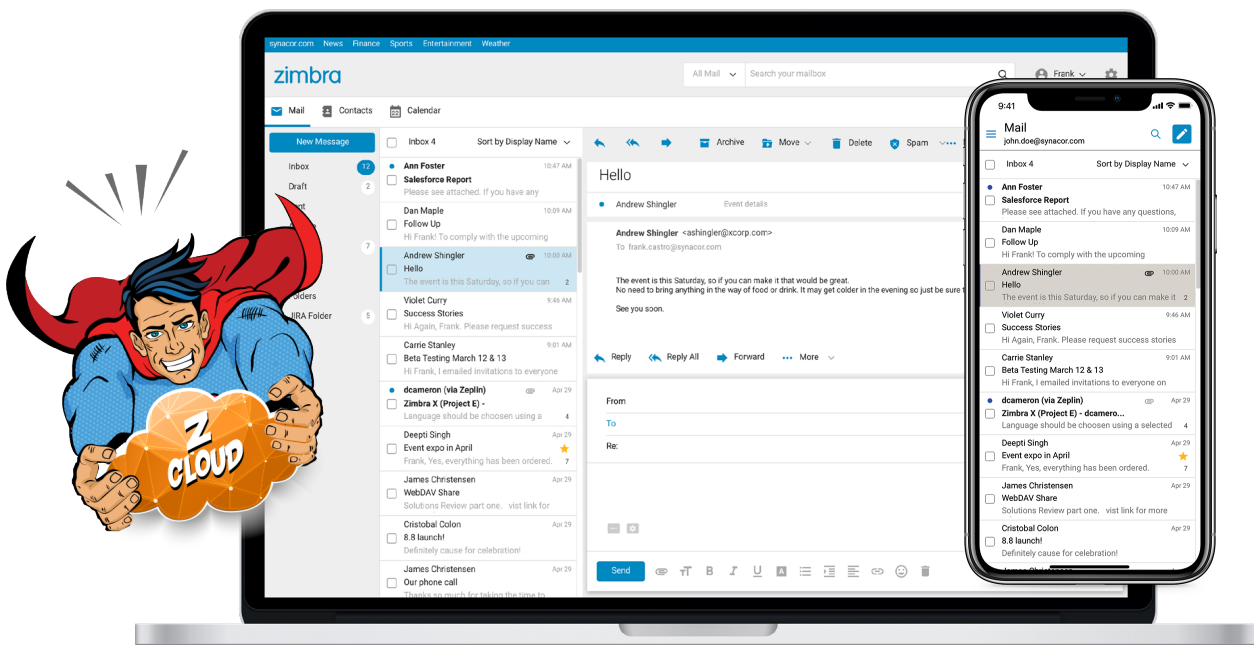 synacor.com News Finance Sports Entertainment Weather
zimbra
All Mail Search your mailbox Frank
Mail Contacts Calendar
New Message
Inbox 12
Draft 2
7
Folders
JIRA Folder 5
Inbox 4 Sort by Display Name
Ann Foster 10:47 AM
Salesforce Report
Please see attached. If you have any
Dan Maple 10:09 AM
Follow Up
Hi Frank! To comply with the upcoming
Andrew Shingler 10:00 AM
Hello
The event is this Saturday, so if you can 2
Violet Curry 9:46 AM
Success Stories
Hi Again, Frank. Please request success
Carrie Stanley 9:01 AM
Beta Testing March 12 & 13
Hi Frank, I emailed invitations to everyone
dcameron (via Zeplin) Apr 29
Zimbra X (Project E) -
Language should be choosen using a 4
Deepti Singh Apr 29
Event expo in April
Frank, Yes, everything has been ordered. 7
James Christensen Apr 29
WebDAV Share
Solutions Review part one. vist link for
Cristobal Colon Apr 29
8.8 launch!
Definitely cause for celebration!
James Christensen Apr 29
Our phone call
Thanks so much for taking the time to
Archive Move Delete Spam
Hello
Andrew Shingler Event details
Andrew Shingler <ashingler@xcorp.com>
To frank.castro@synacor.com
The event is this Saturday, so if you can make it that would be great.
No need to bring anything in the way of food or drink. It may get colder in the evening so just be sure
See you soon.
Reply Reply All Forward More
From
To
Re:
Send
Z
CLOUD
9:41
Mail
john.doe@synacor.com
Inbox 4 Sort by Display Name
Ann Foster 10:47 AM
Salesforce Report
Please see attached. If you have any questions,
Dan Maple 10:09 AM
Follow Up
Hi Frank! To comply with the upcoming
Andrew Shingler 10:00 AM
Hello
The event is this Saturday, so if you can make it 2
Violet Curry 9:46 AM
Success Stories
Hi Again, Frank. Please request success stories
Carrie Stanley 9:01 AM
Beta Testing March 12 & 13
Hi Frank, I emailed invitations to everyone on
dcameron (via Zeplin) Apr 29
Zimbra X (Project E) - dcamero...
Language should be choosen using a selected 4
Deepti Singh Apr 29
Event expo in April
Frank, Yes, everything has been ordered. 7
James Christensen Apr 29
WebDAV Share
Solutions Review part one. vist link for more
Cristobal Colon Apr 29
8.8 launch!
Definitely cause for celebration!